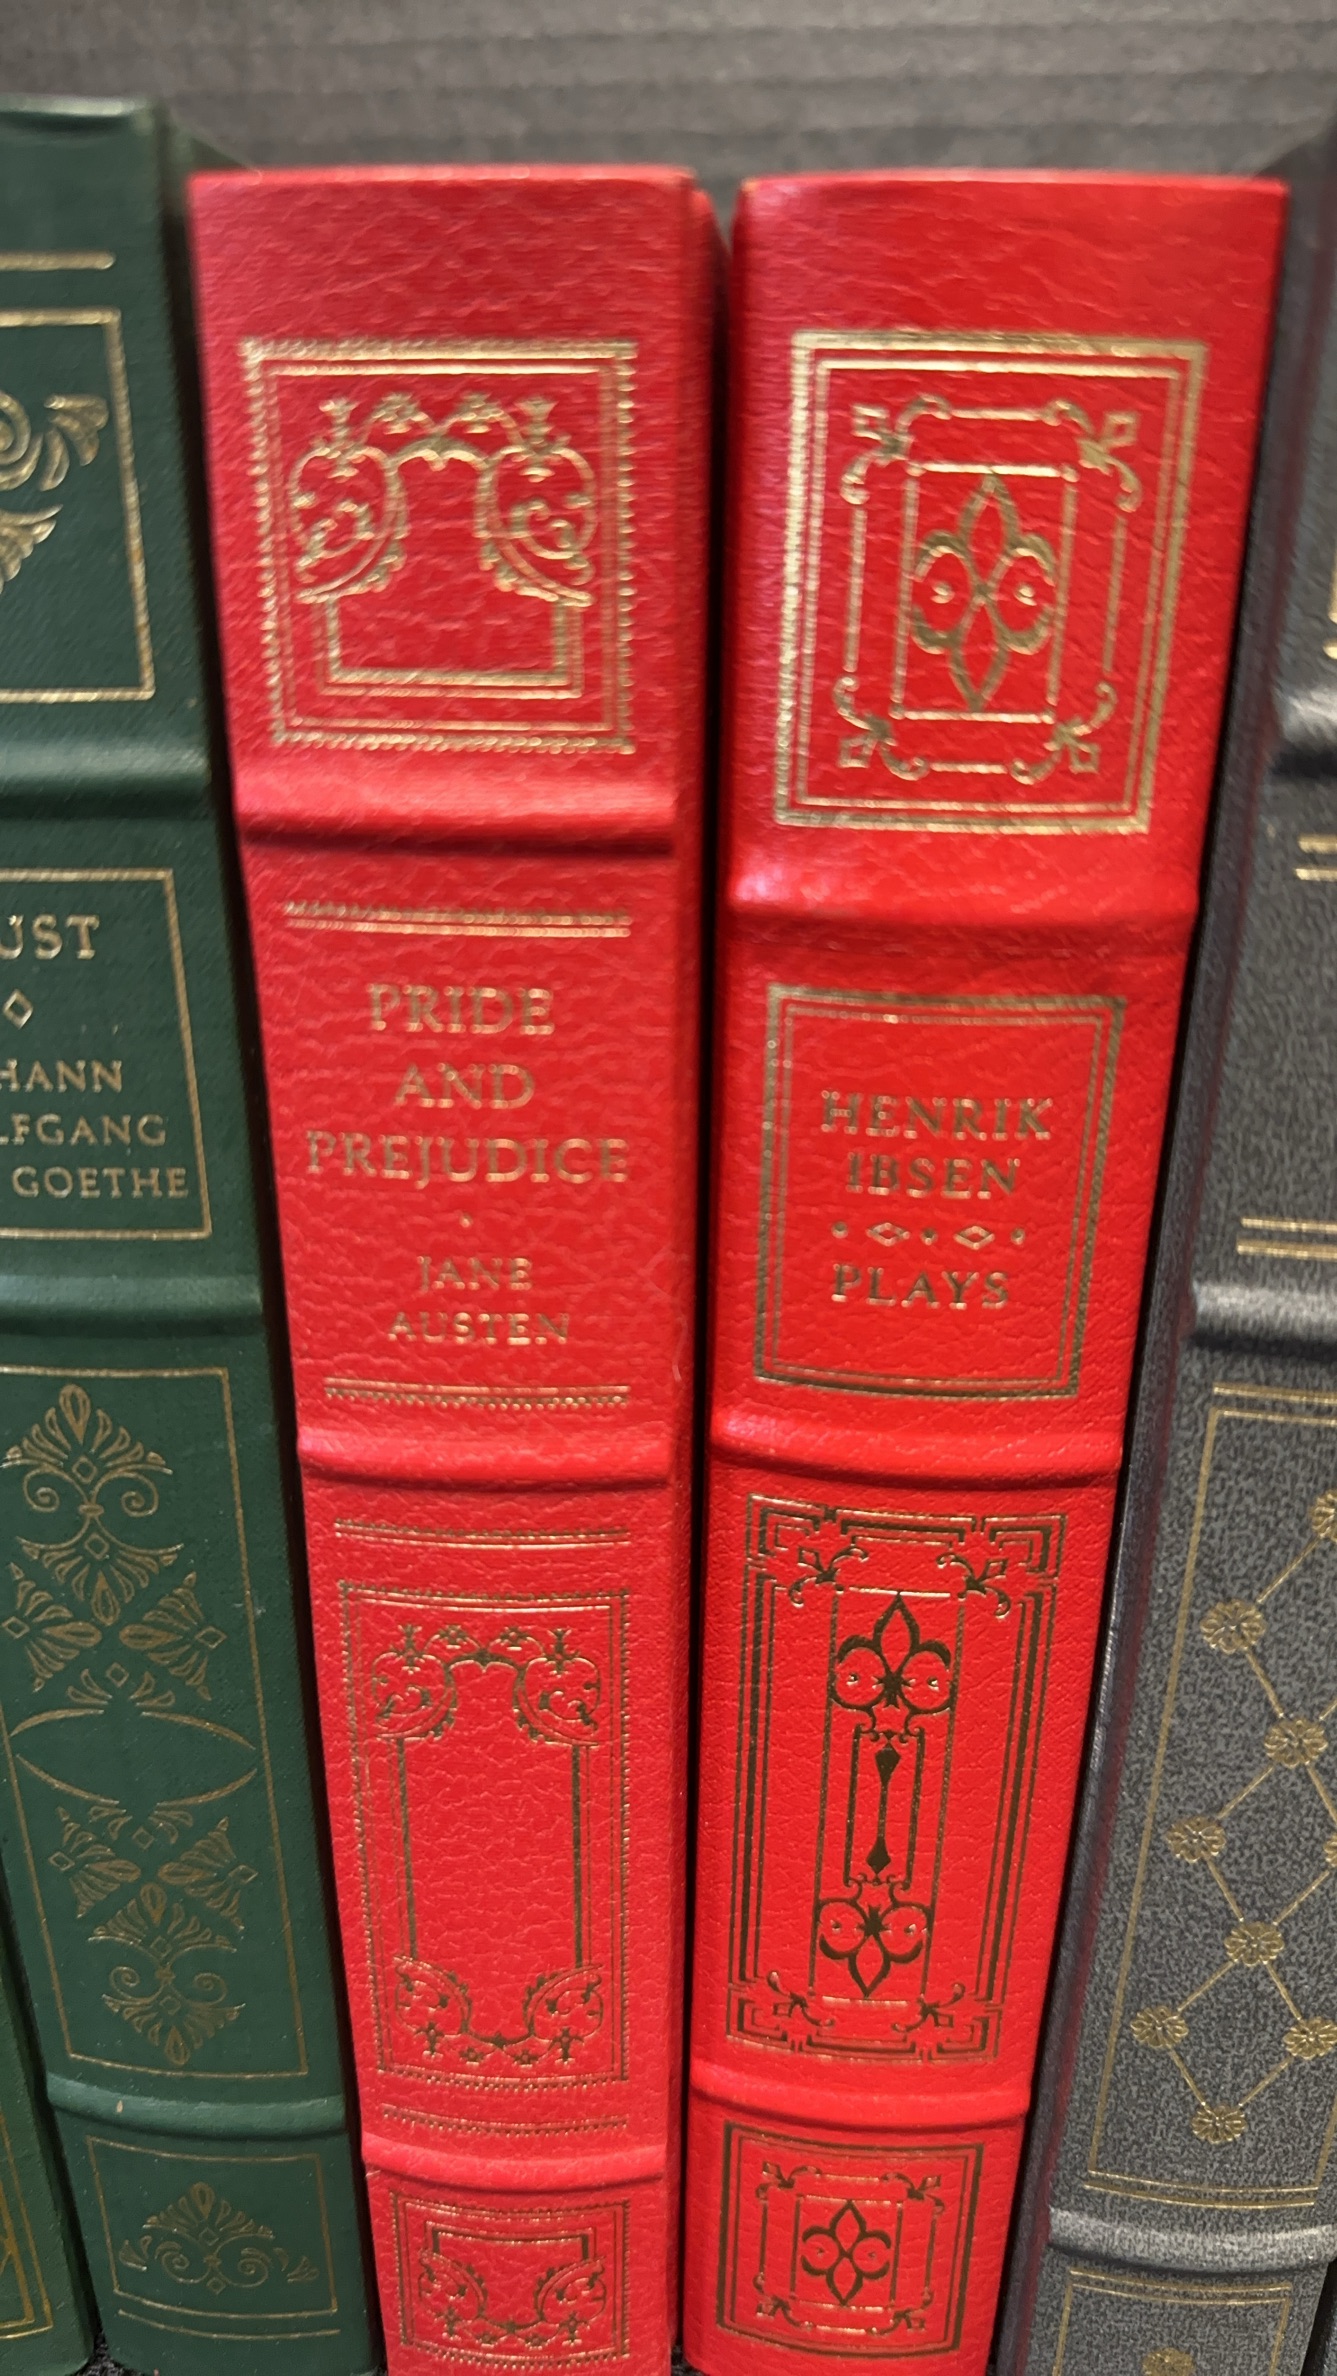 UST
HANN
LFGANG
GOETHE
PRIDE
AND
PREJUDICE
JANE
AUSTEN
HENRIK
IBSEN
PLAYS